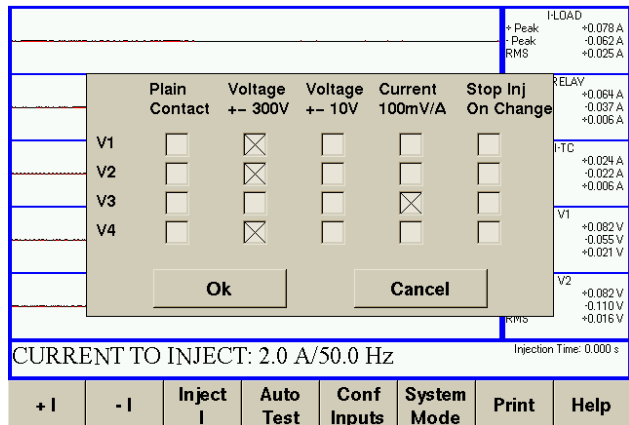 I-LOAD
+ Peak +0.078 A
- Peak -0.062 A
RMS +0.025 A
RELAY
+0.064 A
-0.037 A
+0.006 A
I-TC
+0.024 A
-0.022 A
+0.006 A
V1
+0.082 V
-0.055 V
+0.021 V
V2
+0.082 V
-0.110 V
RMS +0.016 V
Plain Voltage Voltage Current Stop Inj
Contact +- 300V +- 10V 100mV/A On Change
V1
V2
V3
V4
Ok Cancel
CURRENT TO INJECT: 2.0 A/50.0 Hz
Injection Time: 0.000 s
+ I - I Inject Auto Conf System Print Help
I Test Inputs Mode